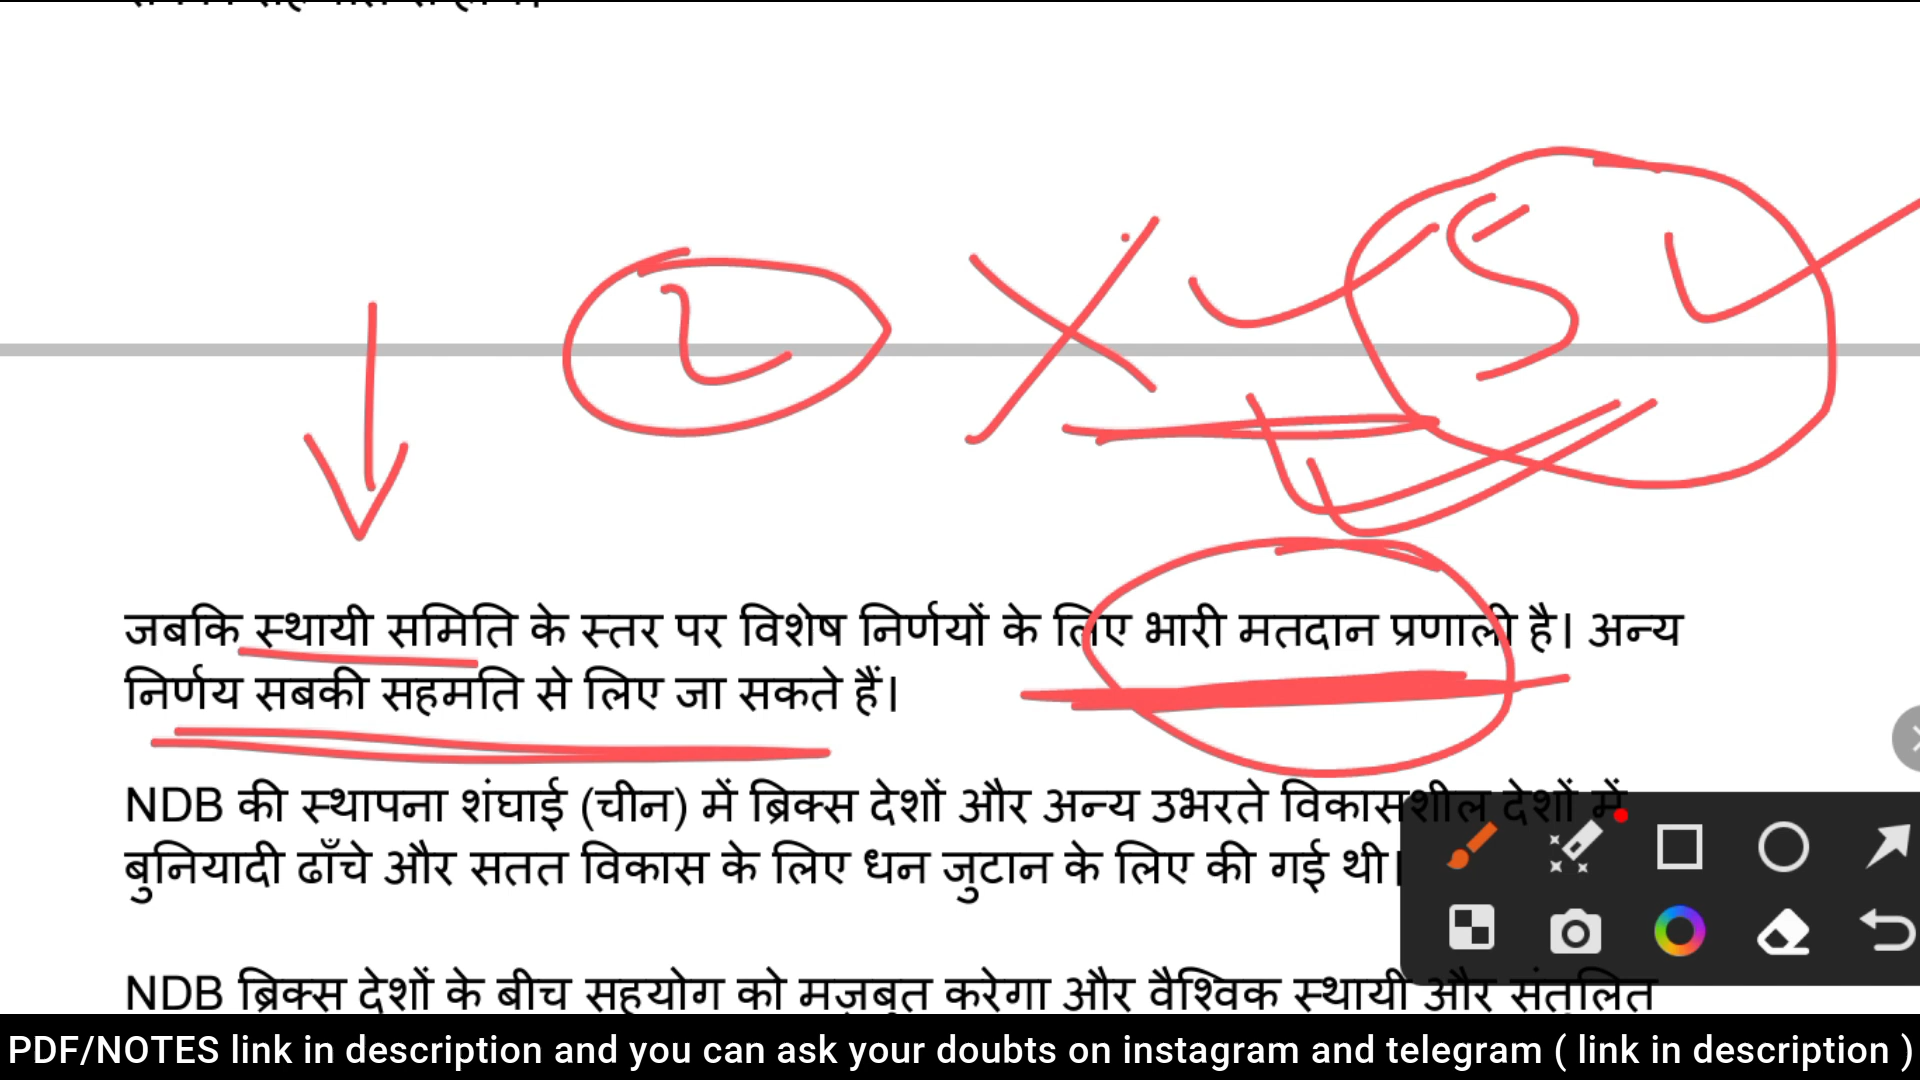 जबकि स्थायी समिति के स्तर पर विशेष निर्णयों के लिए भारी मतदान प्रणाली है। अन्य
निर्णय सबकी सहमति से लिए जा सकते हैं।
NDB की स्थापना शंघाई (चीन) में ब्रिक्स देशों और अन्य उभरते विकासशील देशों में
बुनियादी ढाँचे और सतत विकास के लिए धन जुटान के लिए की गई थी।
NDB ब्रिक्स देशों के बीच सहयोग को मज़बूत करेगा और वैश्विक स्थायी और संतुलित
PDF/NOTES link in description and you can ask your doubts on instagram and telegram ( link in description )